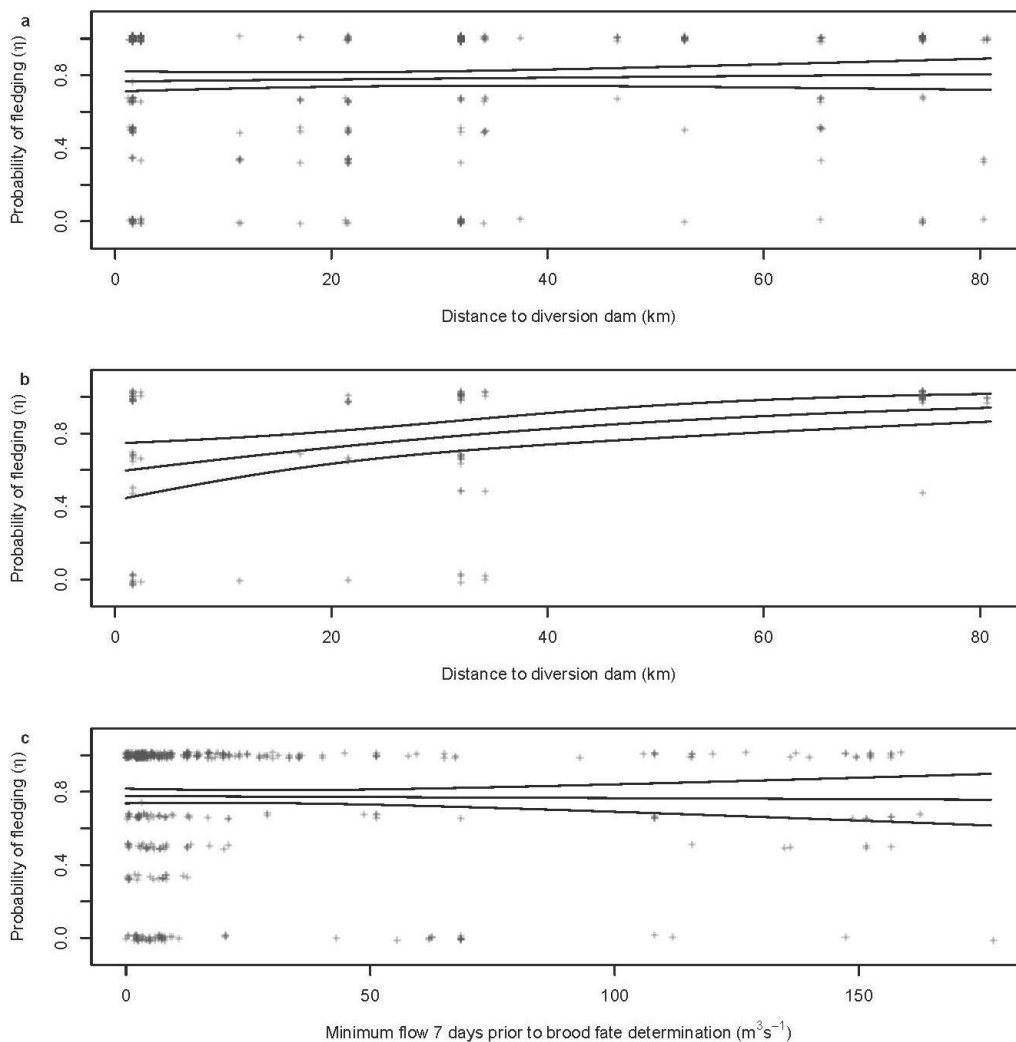 a
Probability of fledging (η)
0.8
0.4
0.0
0 20 40 60 80
Distance to diversion dam (km)
b
Probability of fledging (η)
0.8
0.4
0.0
0 20 40 60 80
Distance to diversion dam (km)
c
Probability of fledging (η)
0.8
0.4
0.0
0 50 100 150
Minimum flow 7 days prior to brood fate determination (m³s⁻¹)